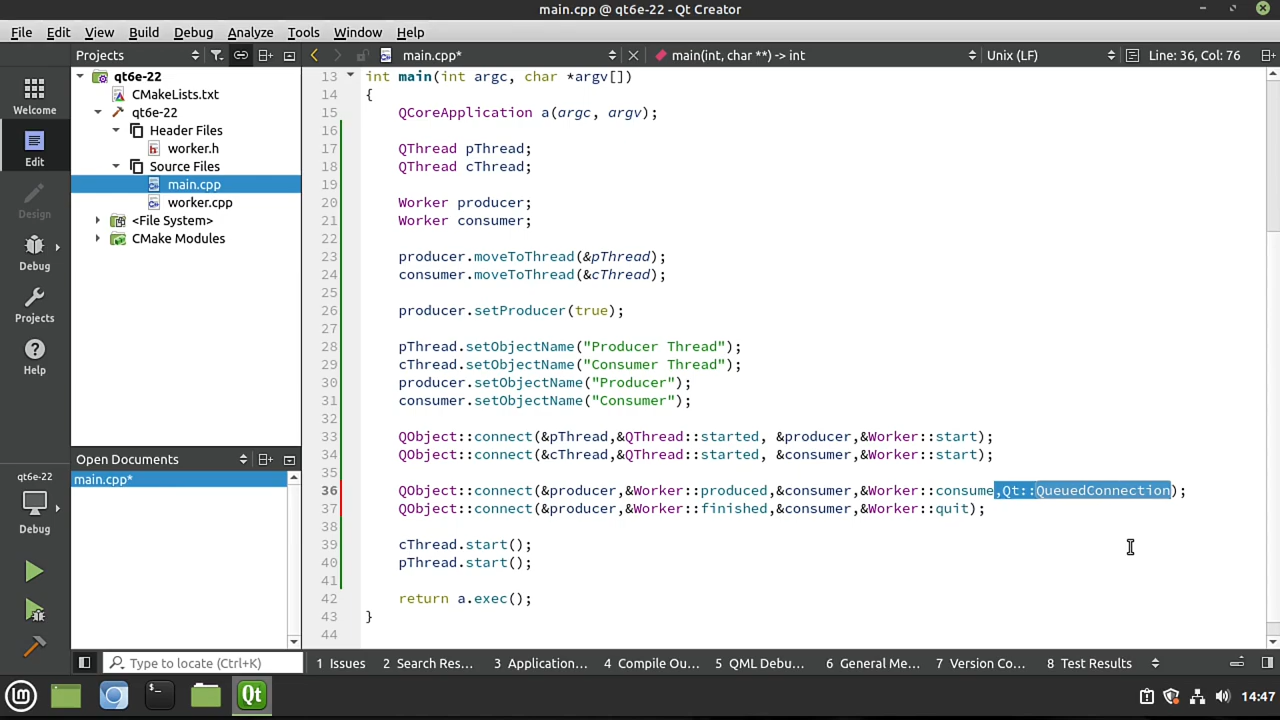 main.cpp @ qt6e-22 - Qt Creator
File Edit View Build Debug Analyze Tools Window Help
Projects main.cpp* main(int, char **) -> int Unix (LF) Line: 36, Col: 76
Welcome
Edit
Design
Debug
Projects
Help
qt6e-22
Debug
qt6e-22
CMakeLists.txt
qt6e-22
Header Files
worker.h
Source Files
main.cpp
worker.cpp
<File System>
CMake Modules
Open Documents
main.cpp*
13 int main(int argc, char *argv[])
14 {
15 QCoreApplication a(argc, argv);
16
17 QThread pThread;
18 QThread cThread;
19
20 Worker producer;
21 Worker consumer;
22
23 producer.moveToThread(&pThread);
24 consumer.moveToThread(&cThread);
25
26 producer.setProducer(true);
27
28 pThread.setObjectName("Producer Thread");
29 cThread.setObjectName("Consumer Thread");
30 producer.setObjectName("Producer");
31 consumer.setObjectName("Consumer");
32
33 QObject::connect(&pThread,&QThread::started, &producer,&Worker::start);
34 QObject::connect(&cThread,&QThread::started, &consumer,&Worker::start);
35
36 QObject::connect(&producer,&Worker::produced,&consumer,&Worker::consume,Qt::QueuedConnection);
37 QObject::connect(&producer,&Worker::finished,&consumer,&Worker::quit);
38
39 cThread.start();
40 pThread.start();
41
42 return a.exec();
43 }
44
Type to locate (Ctrl+K) 1 Issues 2 Search Res... 3 Application... 4 Compile Ou... 5 QML Debu... 6 General Me... 7 Version Co... 8 Test Results
Qt 14:47